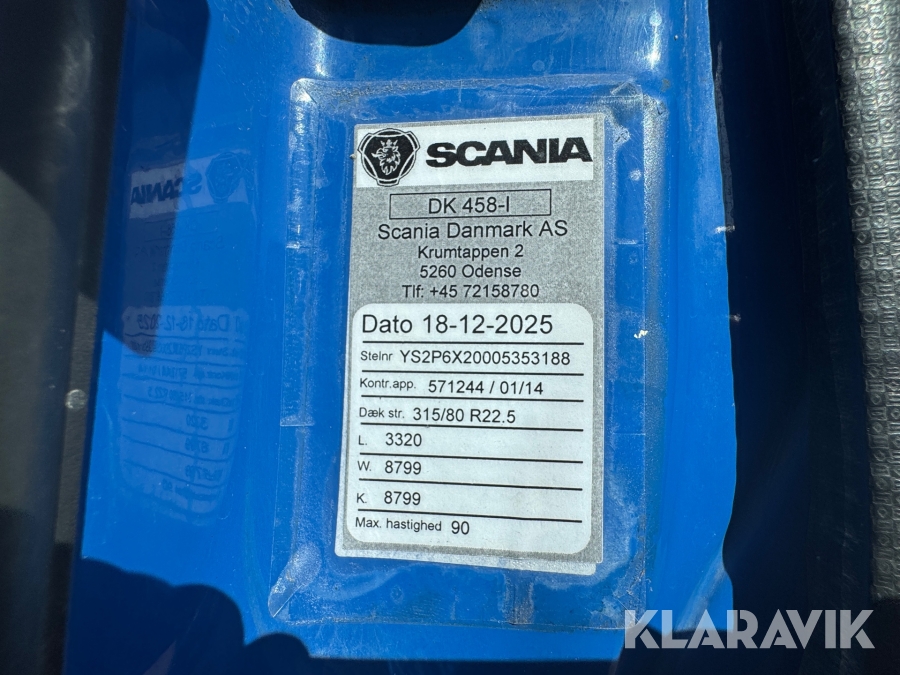 SCANIA
DK 458-I
Scania Danmark AS
Krumtappen 2
5260 Odense
Tlf: +45 72158780
Dato 18-12-2025
Stelnr YS2P6X20005353188
Kontr.app. 571244 / 01/14
Dæk str. 315/80 R22.5
L. 3320
W. 8799
K. 8799
Max. hastighed 90
KLARAVIK